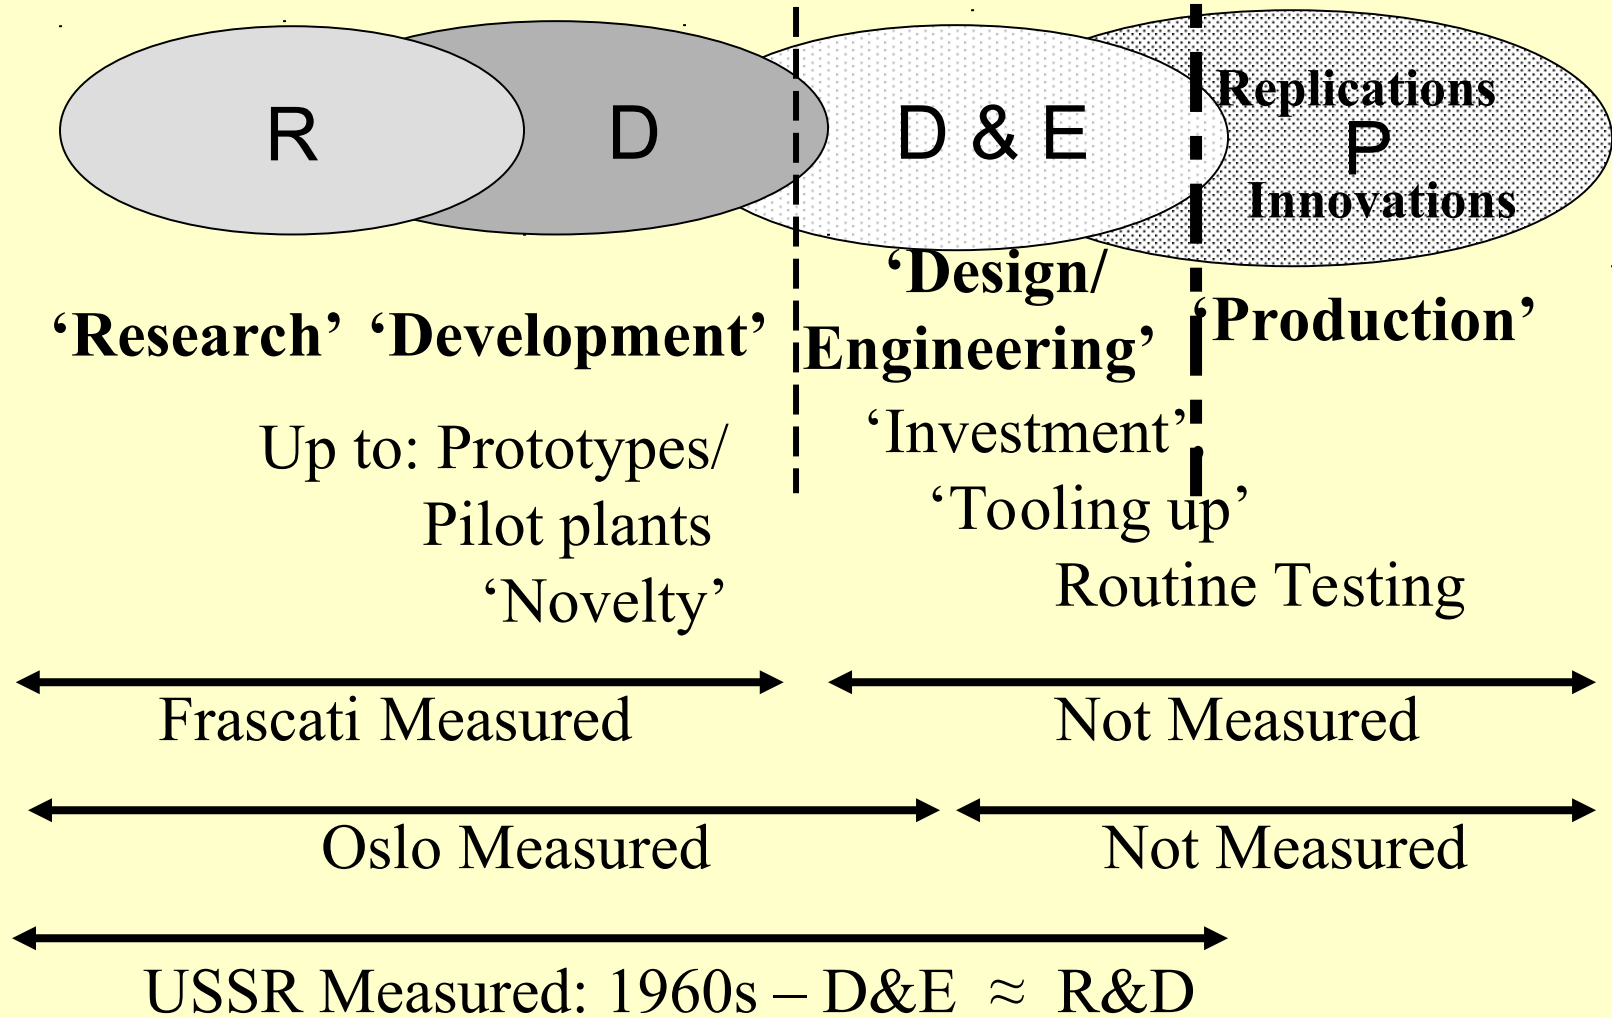 R
D
D & E
Replications
P
Innovations
‘Research’
‘Development’
‘Design/
Engineering’
‘Production’
Up to: Prototypes/
Pilot plants
‘Novelty’
‘Investment’
‘Tooling up’
Routine Testing
Frascati Measured
Not Measured
Oslo Measured
Not Measured
USSR Measured: 1960s – D&E ≈ R&D